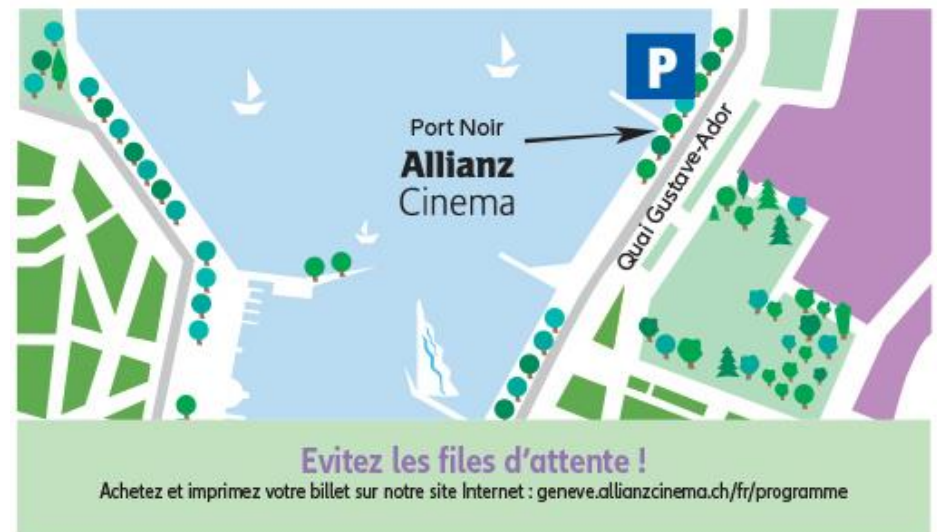 P
Port Noir
Allianz
Cinema
Quai Gustave-Ador
Evitez les files d'attente !
Achetez et imprimez votre billet sur notre site Internet : geneve.allianzcinema.ch/fr/programme